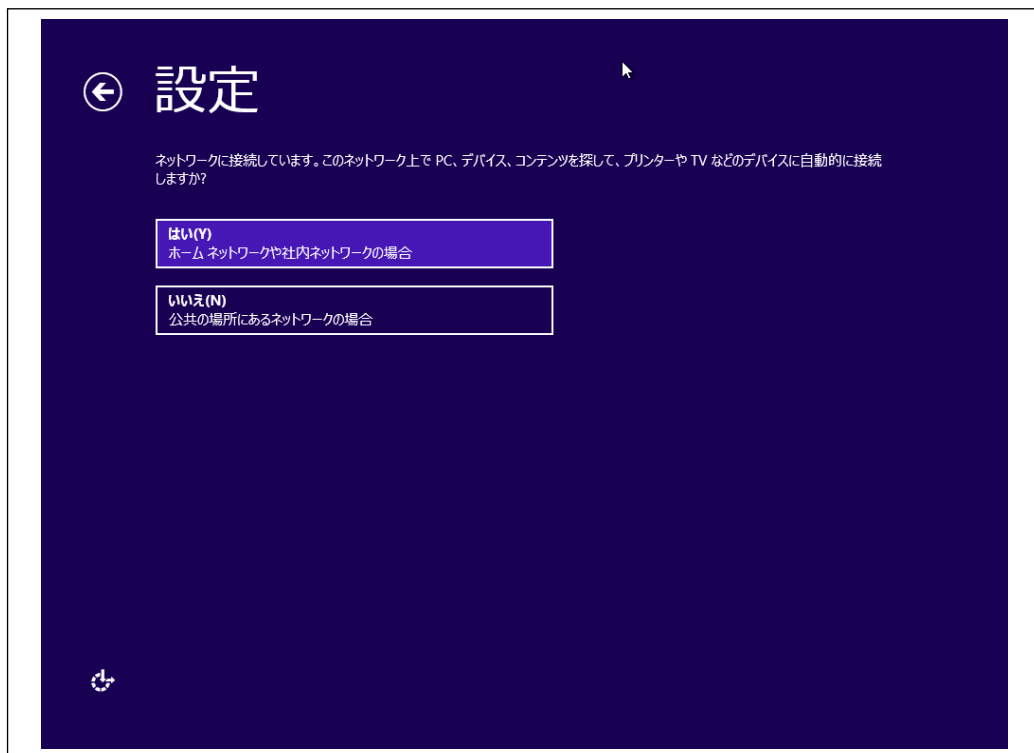 設定
ネットワークに接続しています。このネットワーク上で PC、デバイス、コンテンツを探して、プリンターや TV などのデバイスに自動的に接続
しますか?
はい(Y)
ホーム ネットワークや社内ネットワークの場合
いいえ(N)
公共の場所にあるネットワークの場合